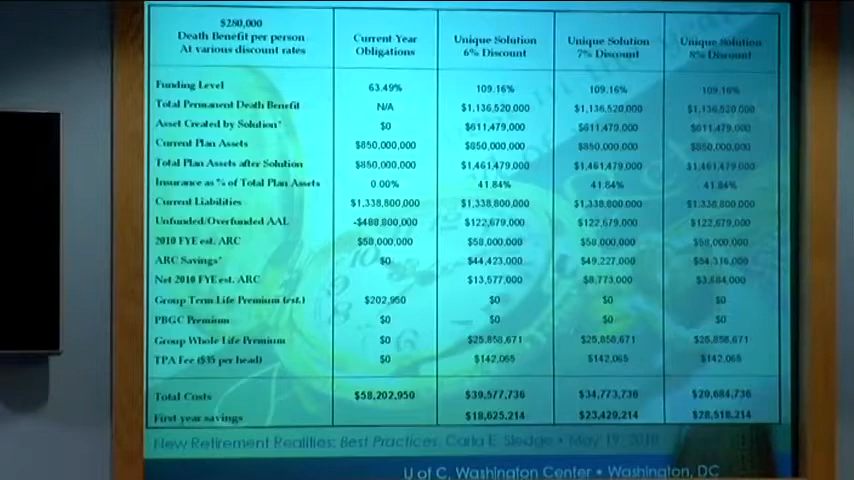 $280,000
Death Benefit per person
At various discount rates
Current Year
Obligations
Unique Solution
6% Discount
Unique Solution
7% Discount
Unique Solution
8% Discount
Funding Level 63.49% 109.16% 109.16% 109.16%
Total Permanent Death Benefit N/A $1,136,520,000 $1,136,520,000 $1,136,520,000
Asset Created by Solution* $0 $611,479,000 $611,479,000 $611,479,000
Current Plan Assets $850,000,000 $850,000,000 $850,000,000 $850,000,000
Total Plan Assets after Solution $850,000,000 $1,461,479,000 $1,461,479,000 $1,461,479,000
Insurance as % of Total Plan Assets 0.00% 41.84% 41.84% 41.84%
Current Liabilities $1,338,800,000 $1,338,800,000 $1,338,800,000 $1,338,800,000
Unfunded/Overfunded AAL -$488,800,000 $122,679,000 $122,679,000 $122,679,000
2010 FYE est. ARC $58,000,000 $58,000,000 $58,000,000 $58,000,000
ARC Savings* $0 $44,423,000 $49,227,000 $54,316,000
Net 2010 FYE est. ARC $13,577,000 $8,773,000 $3,684,000
Group Term Life Premium (est.) $202,950 $0 $0 $0
PBGC Premium $0 $0 $0 $0
Group Whole Life Premium $0 $25,858,671 $25,858,671 $25,858,671
TPA Fee ($35 per head) $0 $142,065 $142,065 $142,065
Total Costs $58,202,950 $39,577,736 $34,773,736 $29,684,736
First year savings $18,625,214 $23,429,214 $28,518,214
New Retirement Realities: Best Practices, Carla E. Sledge • May 19, 2010
U of C, Washington Center • Washington, DC